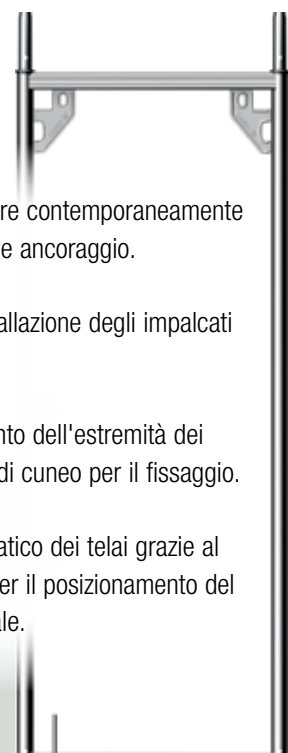 re contemporaneamente
e ancoraggio.
allazione degli impalcati
nto dell'estremità dei
di cuneo per il fissaggio.
atico dei telai grazie al
er il posizionamento del
le.